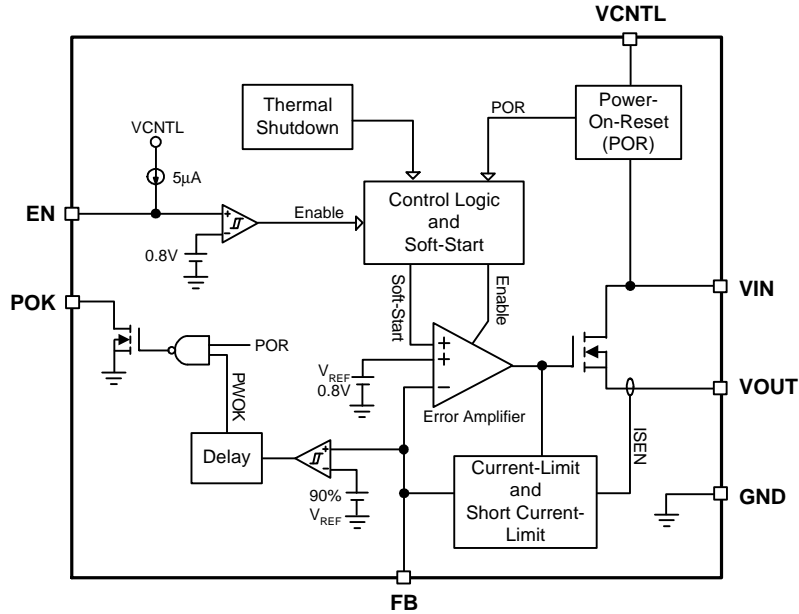 VCNTL
Thermal
Shutdown
POR
Power-
On-Reset
(POR)
VCNTL
5μA
EN
Enable
Control Logic
and
Soft-Start
0.8V
POK
Soft-Start
Enable
VIN
POR
VREF
0.8V
PWOK
Error Amplifier
VOUT
ISEN
Delay
90%
VREF
Current-Limit
and
Short Current-
Limit
GND
FB